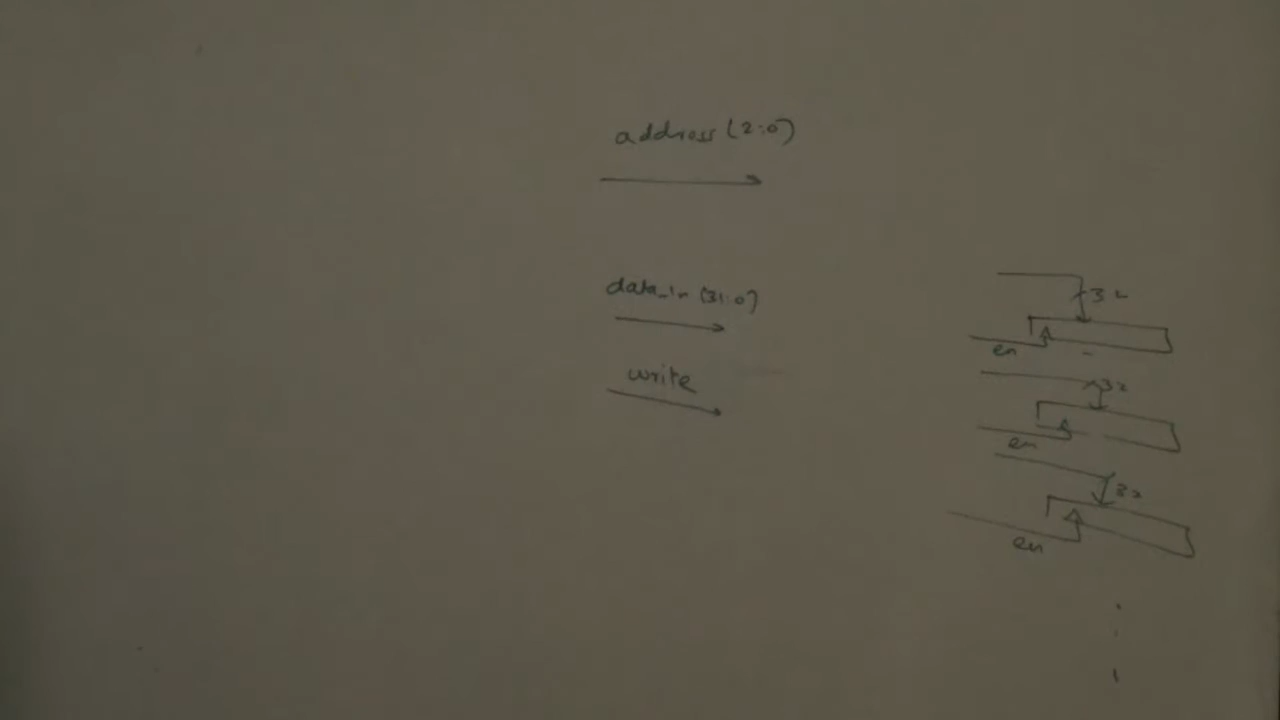 address (2:0)
data_in (31:0)
write
32
en
32
en
32
en